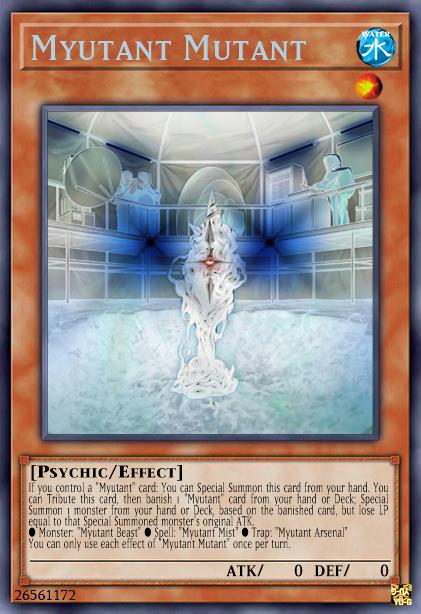 MYUTANT MUTANT
WATER
水
[PSYCHIC/EFFECT]
If you control a "Myutant" card: You can Special Summon this card from your hand. You
can Tribute this card, then banish 1 "Myutant" card from your hand or Deck; Special
Summon 1 monster from your hand or Deck, based on the banished card, but lose LP
equal to that Special Summoned monster's original ATK.
●Monster: "Myutant Beast" ●Spell: "Myutant Mist" ●Trap: "Myutant Arsenal"
You can only use each effect of "Myutant Mutant" once per turn.
ATK/ 0 DEF/ 0
26561172